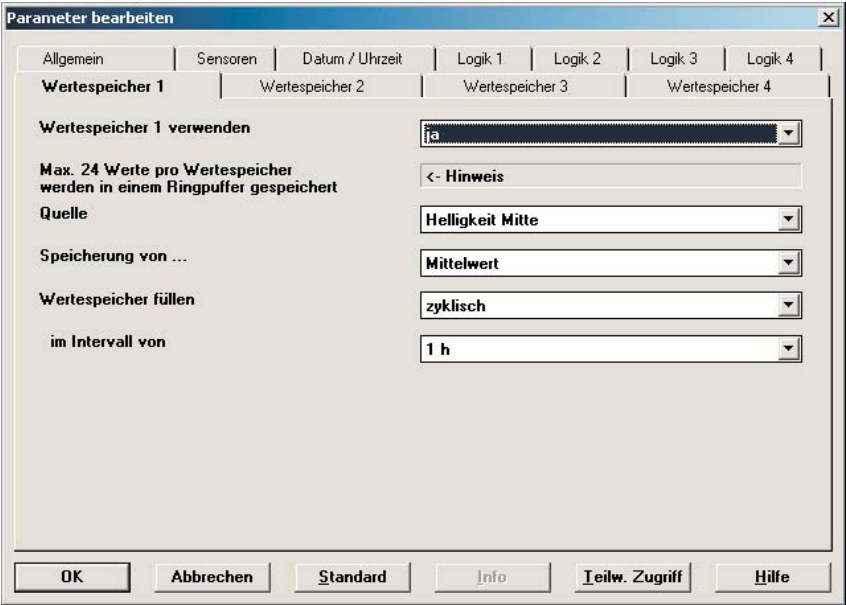 Parameter bearbeiten
Allgemein Sensoren Datum / Uhrzeit Logik 1 Logik 2 Logik 3 Logik 4
Wertespeicher 1 Wertespeicher 2 Wertespeicher 3 Wertespeicher 4
Wertespeicher 1 verwenden ja
Max. 24 Werte pro Wertespeicher
werden in einem Ringpuffer gespeichert <- Hinweis
Quelle Helligkeit Mitte
Speicherung von ... Mittelwert
Wertespeicher füllen zyklisch
im Intervall von 1 h
OK Abbrechen Standard Info Teilw. Zugriff Hilfe